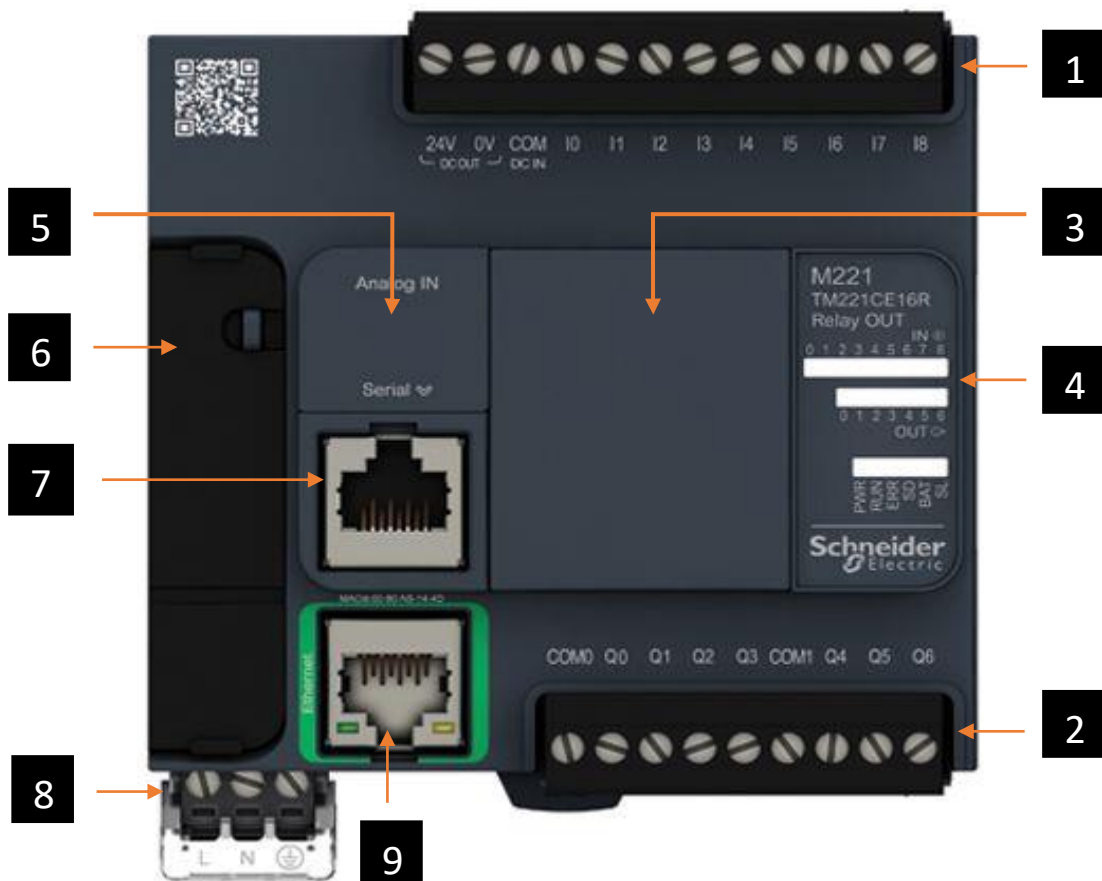 1
24V 0V COM I0 I1 I2 I3 I4 I5 I6 I7 I8
DC OUT DC IN
5
3
Analog IN
M221
TM221CE16R
Relay OUT
IN
0 1 2 3 4 5 6 7 8
6
4
Serial
0 1 2 3 4 5 6
OUT
7
PWR
RUN
ERR
SD
BAT
SL
Schneider
Electric
Ethernet
COM0 Q0 Q1 Q2 Q3 COM1 Q4 Q5 Q6
2
8
L N
9